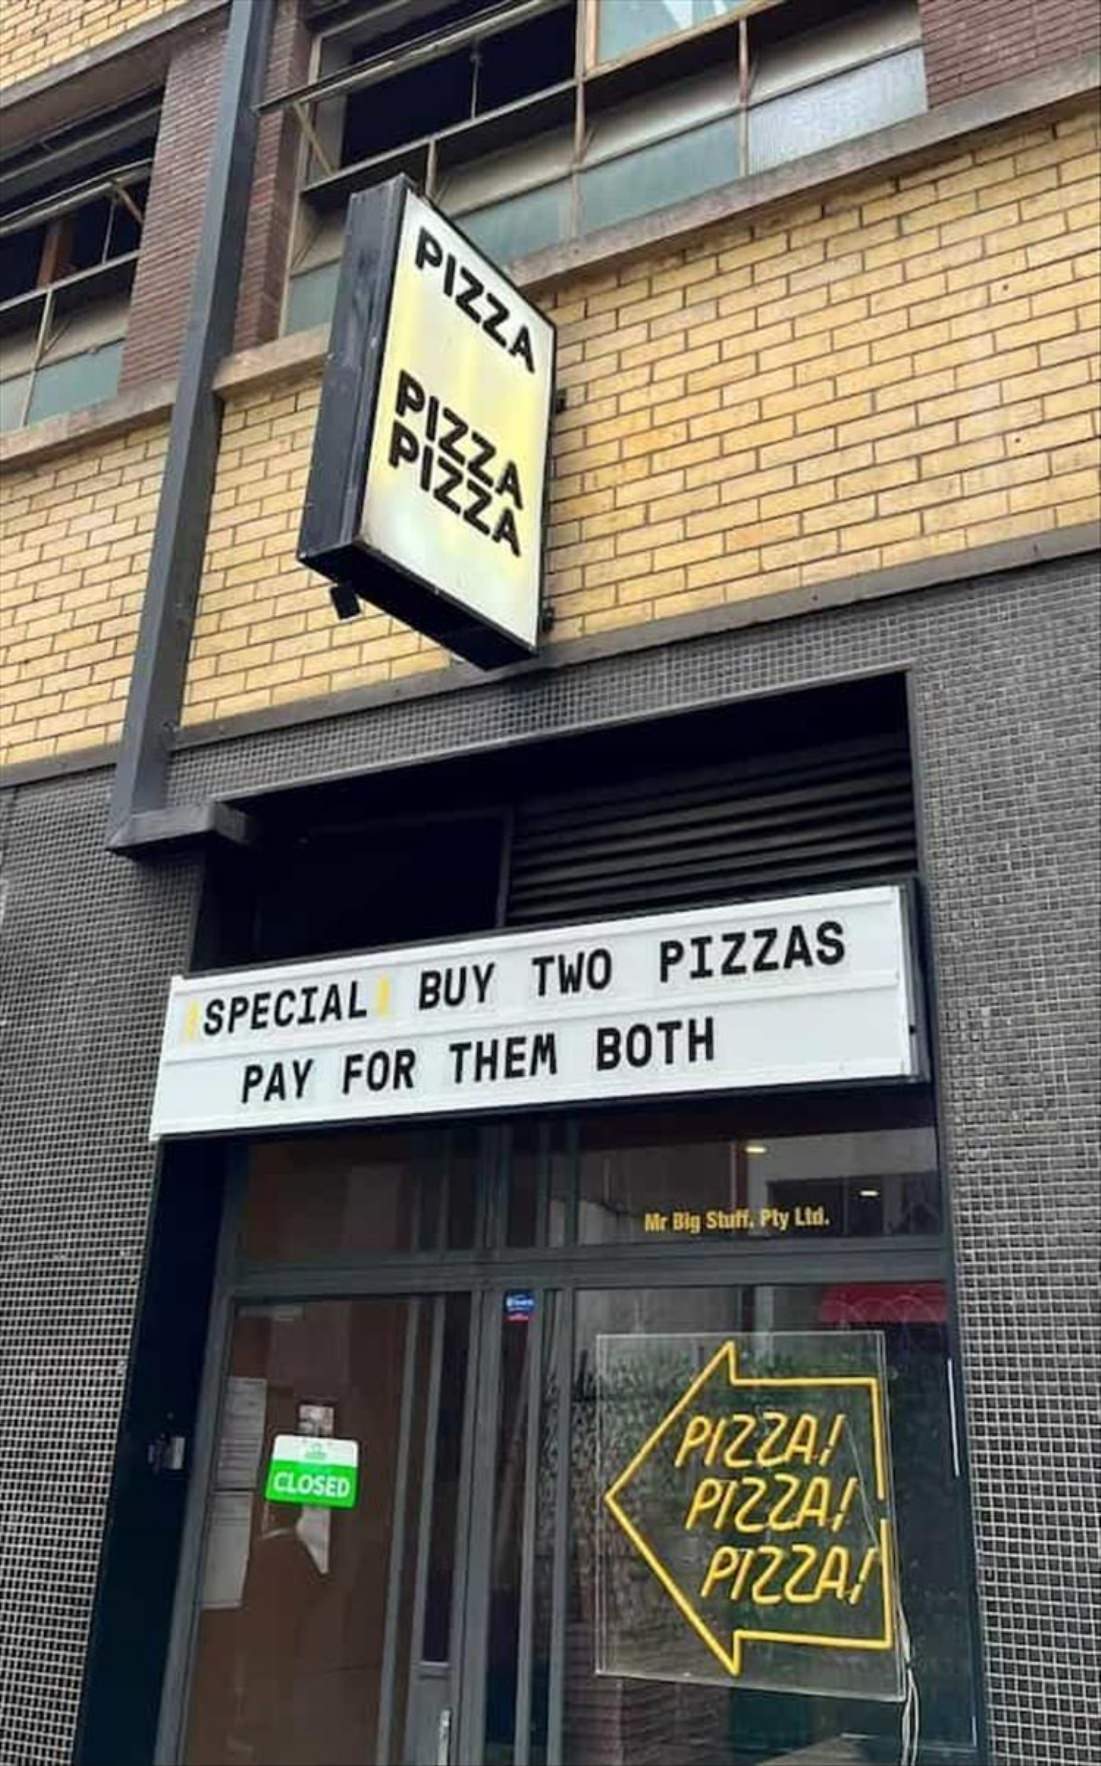 PIZZA
PIZZA
PIZZA
SPECIAL BUY TWO PIZZAS
PAY FOR THEM BOTH
Mr Big Stuff. Pty Ltd.
CLOSED
PIZZA!
PIZZA!
PIZZA!